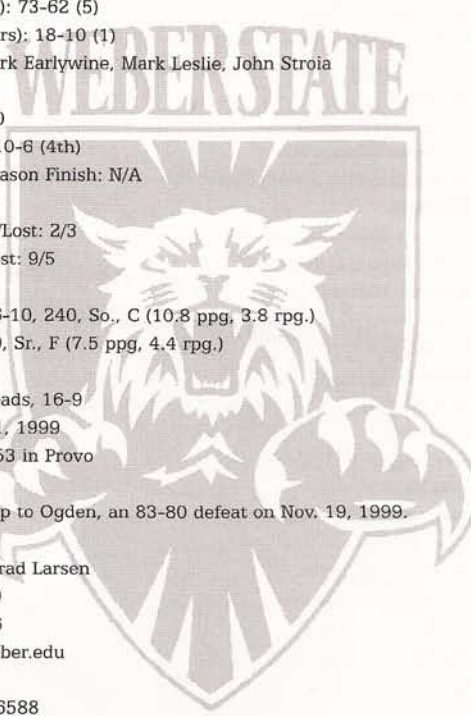 ): 73-62 (5)
rs): 18-10 (1)
WEBER STATE
rk Earlywine, Mark Leslie, John Stroia
0-6 (4th)
ason Finish: N/A
/Lost: 2/3
st: 9/5
-10, 240, So., C (10.8 ppg, 3.8 rpg.)
, Sr., F (7.5 ppg, 4.4 rpg.)
ads, 16-9
1, 1999
53 in Provo
p to Ogden, an 83-80 defeat on Nov. 19, 1999.
rad Larsen
ber.edu
6588